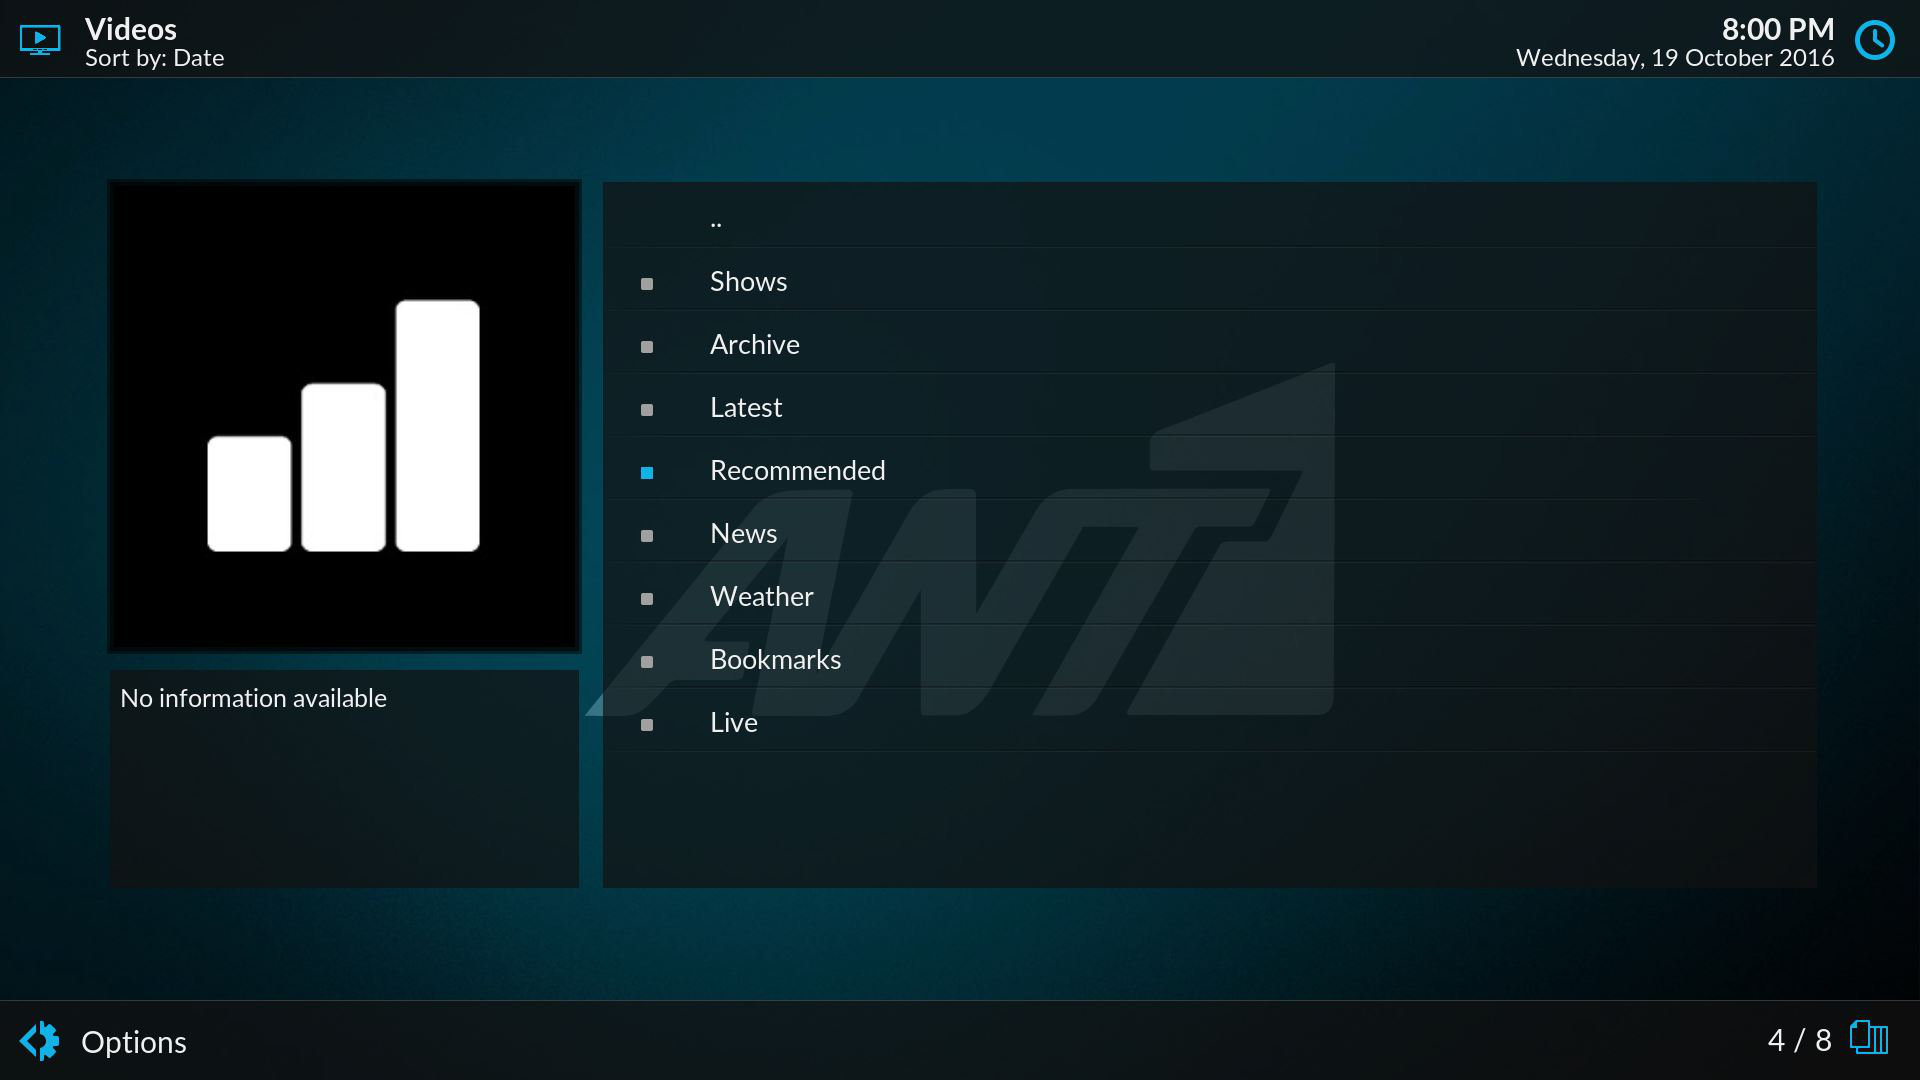 Videos
Sort by: Date
8:00 PM
Wednesday, 19 October 2016
..
Shows
Archive
Latest
Recommended
News
Weather
Bookmarks
Live
ANT1
No information available
Options
4 / 8